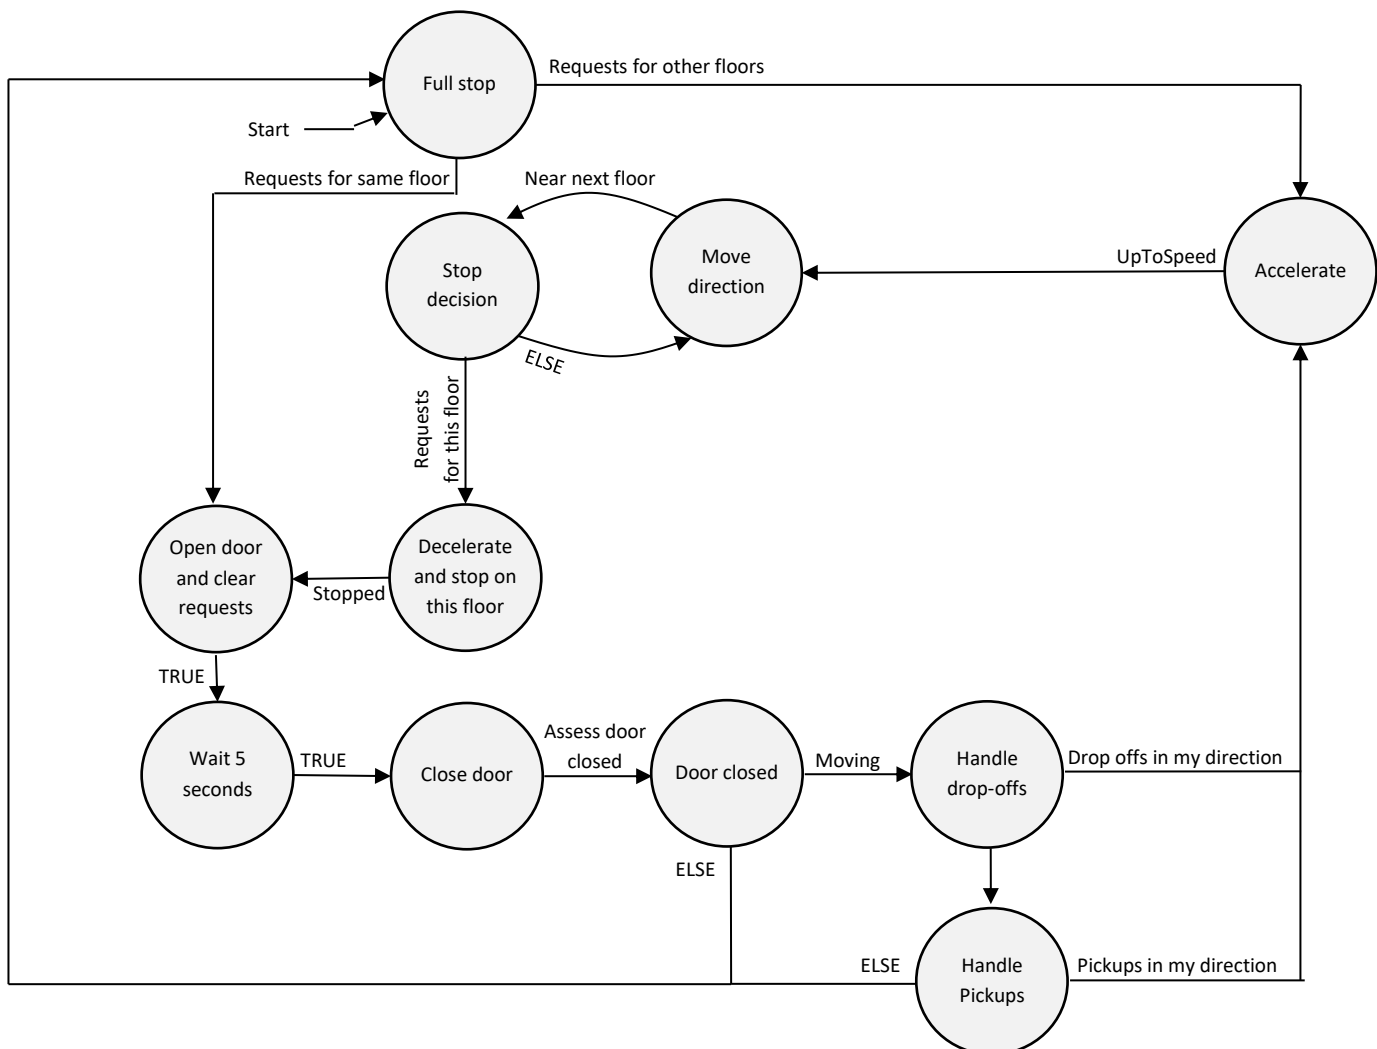 Full stop
Requests for other floors
Start
Requests for same floor
Near next floor
Stop
decision
Move
direction
UpToSpeed
Accelerate
ELSE
Requests
for this floor
Open door
and clear
requests
Decelerate
and stop on
this floor
Stopped
TRUE
Wait 5
seconds
TRUE
Close door
Assess door
closed
Door closed
Moving
Handle
drop-offs
Drop offs in my direction
ELSE
ELSE
Handle
Pickups
Pickups in my direction